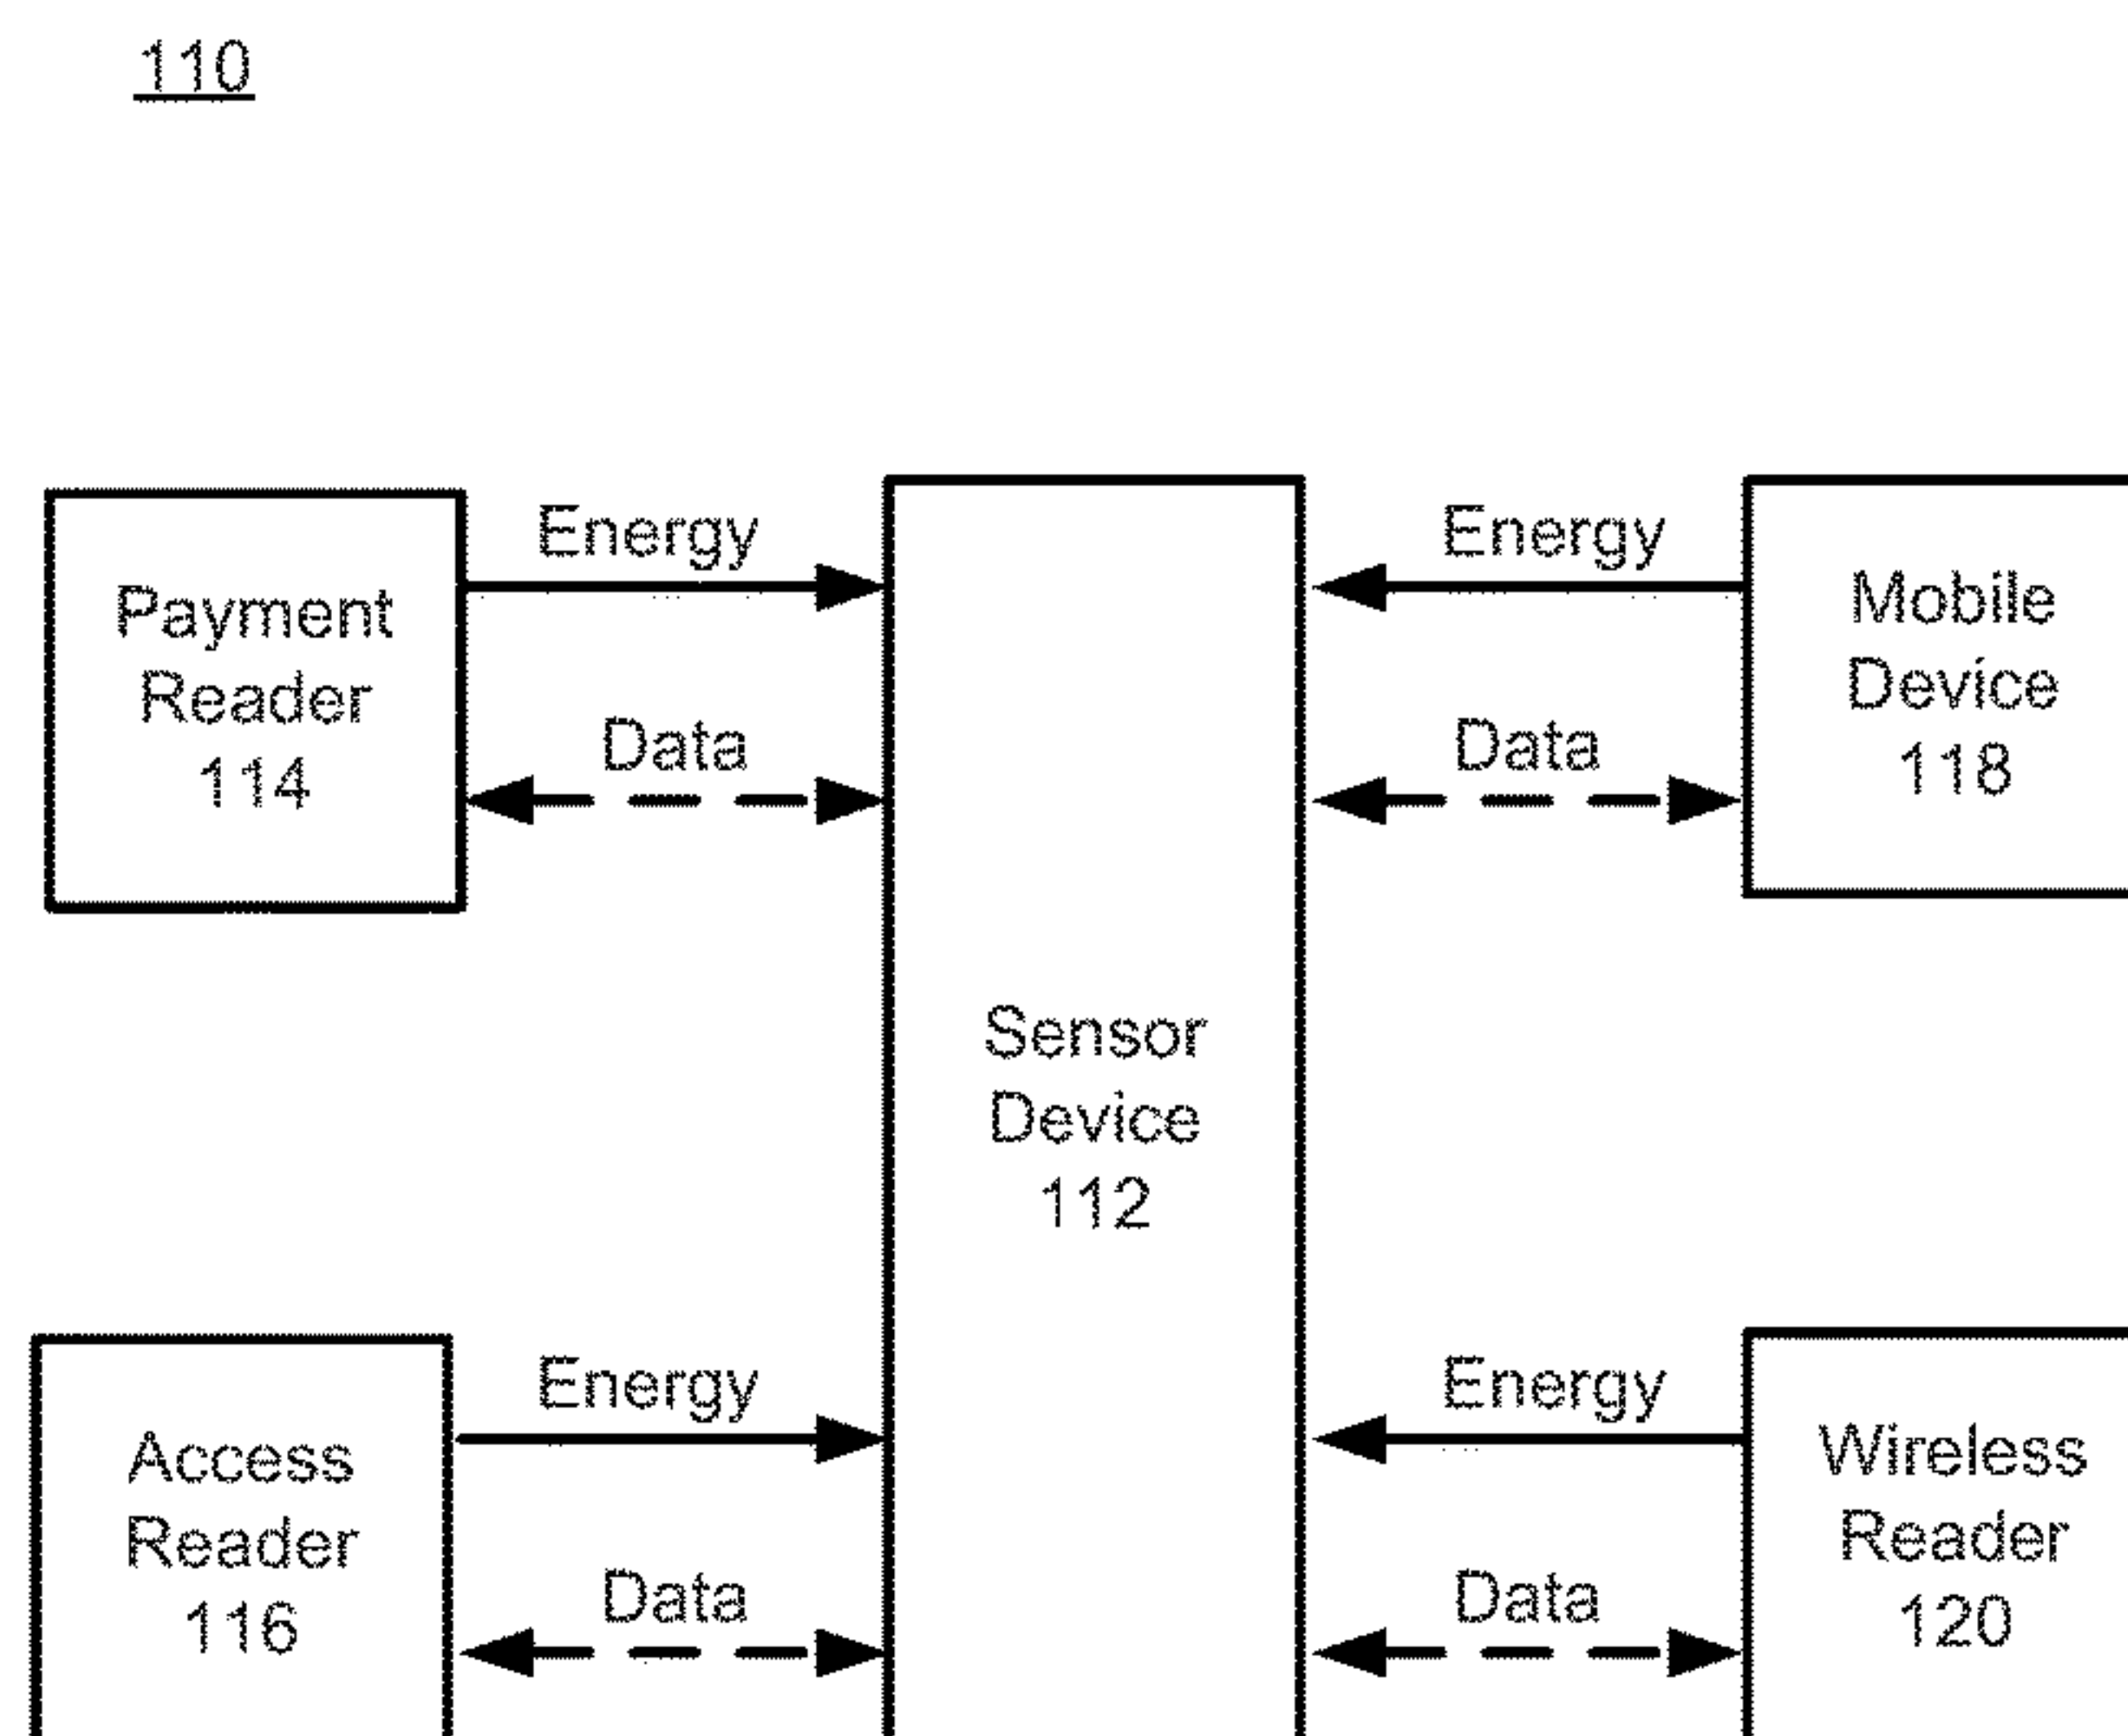 110
Payment
Reader
114
Energy
Data
Sensor
Device
112
Energy
Data
Mobile
Device
118
Access
Reader
116
Energy
Data
Energy
Data
Wireless
Reader
120